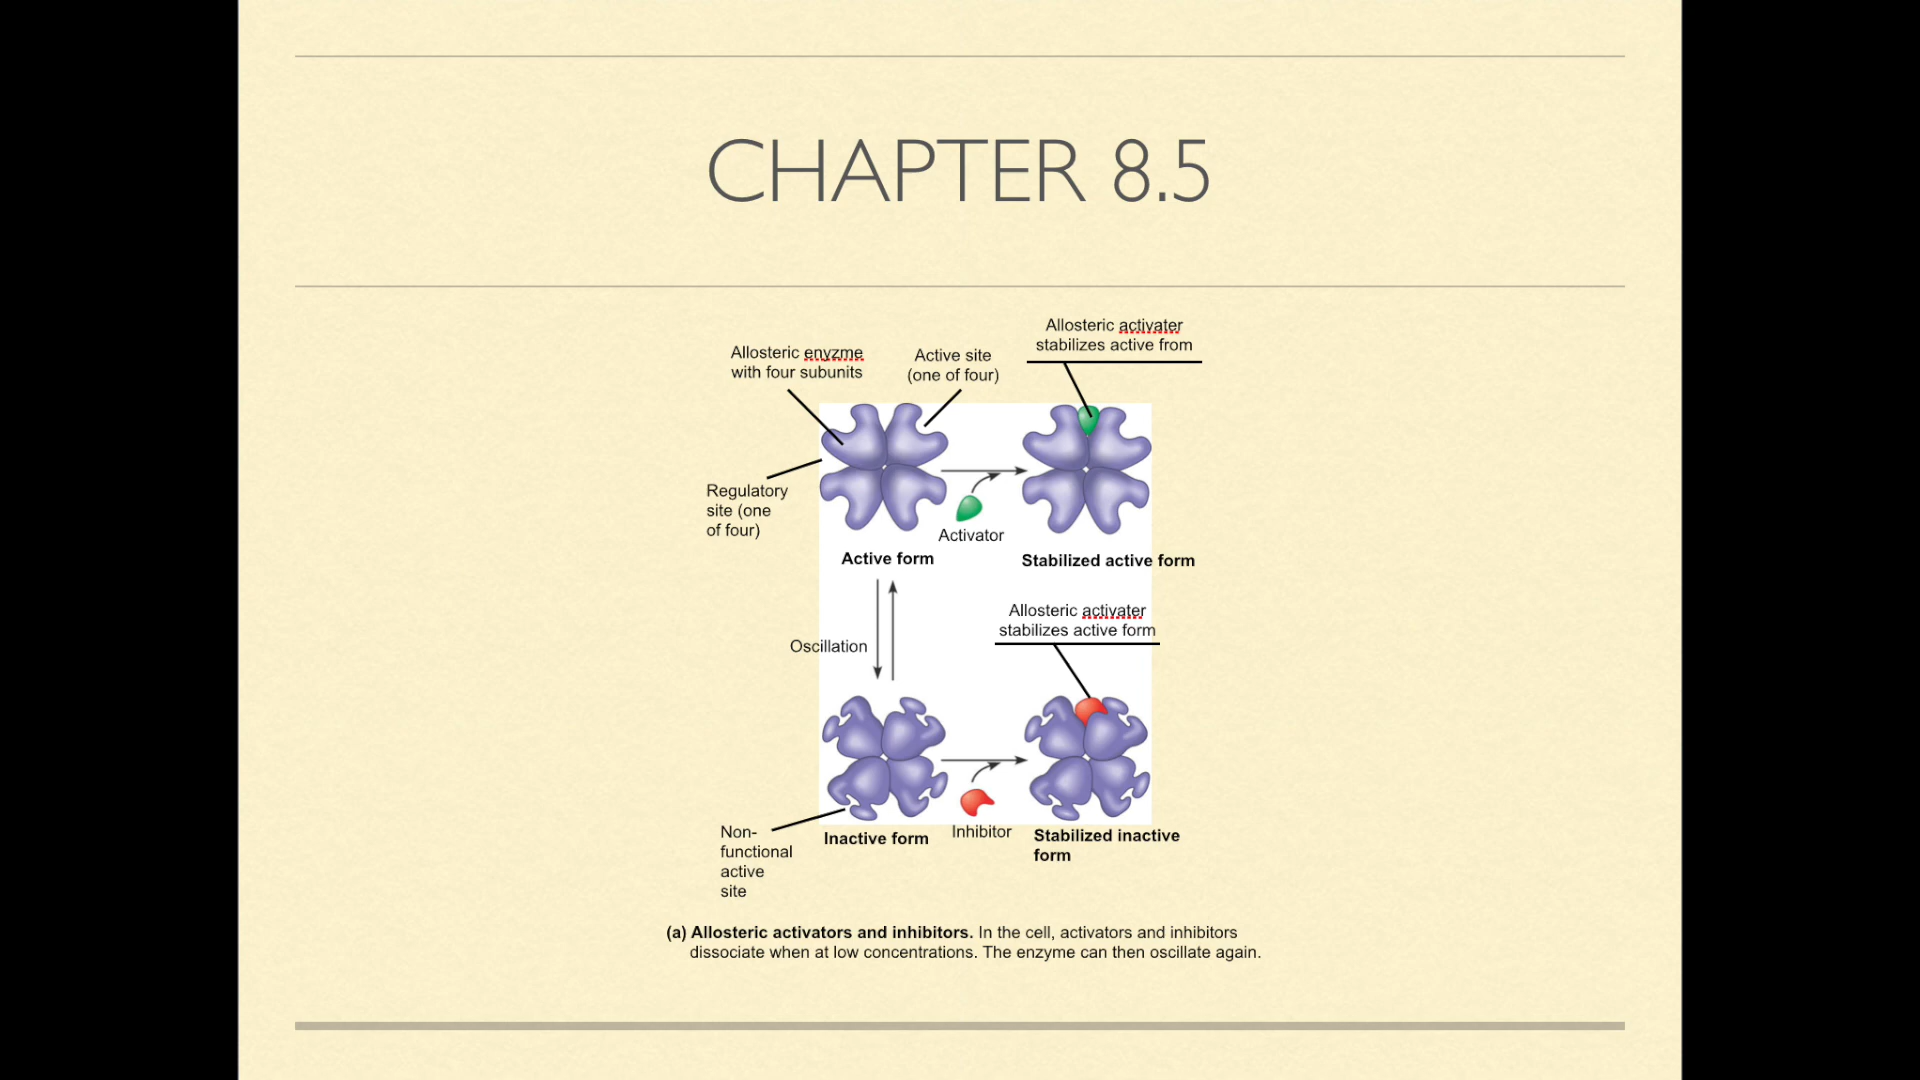 CHAPTER 8.5
Allosteric activater
stabilizes active from
Allosteric enyzme
with four subunits
Active site
(one of four)
Regulatory
site (one
of four)
Activator
Active form
Stabilized active form
Allosteric activater
stabilizes active form
Oscillation
Non-
functional
active
site
Inactive form
Inhibitor
Stabilized inactive
form
(a) Allosteric activators and inhibitors. In the cell, activators and inhibitors
dissociate when at low concentrations. The enzyme can then oscillate again.